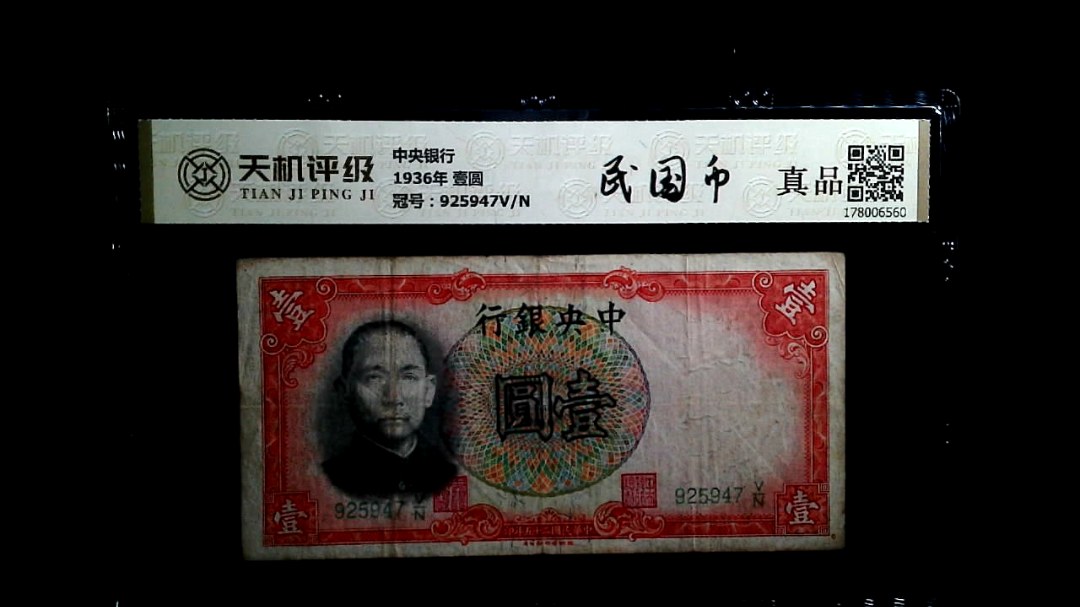 天机评级
TIAN JI PING JI
中央银行
1936年 壹圆
冠号：925947V/N
民国币
真品
178006560
壹
壹
行銀央中
圓壹
925947 V/N
925947 V/N
壹
壹